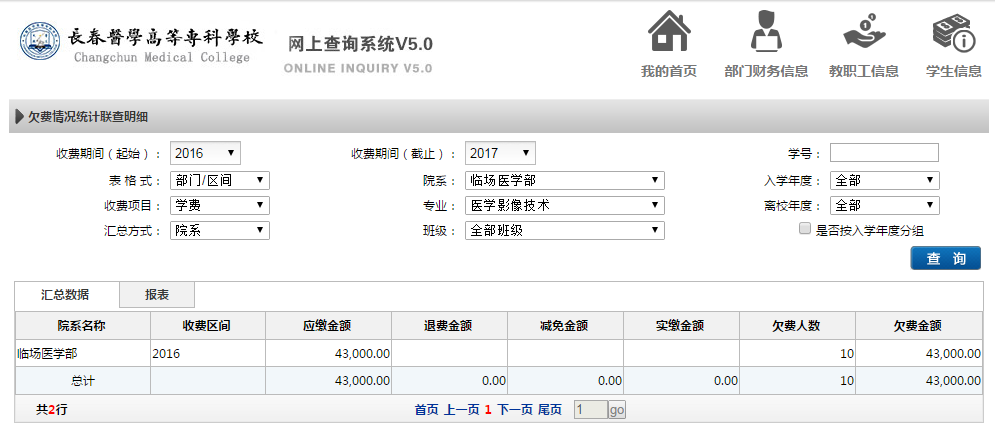 長春醫學高等專科學校
Changchun Medical College
网上查询系统V5.0
ONLINE INQUIRY V5.0
我的首页 部门财务信息 教职工信息 学生信息
欠费情况统计联查明细
收费期间（起始）： 2016 收费期间（截止）： 2017 学号：
表 格 式： 部门/区间 院系： 临场医学部 入学年度： 全部
收费项目： 学费 专业： 医学影像技术 离校年度： 全部
汇总方式： 院系 班级： 全部班级 是否按入学年度分组
查 询
汇总数据 报表
院系名称 收费区间 应缴金额 退费金额 减免金额 实缴金额 欠费人数 欠费金额
临场医学部 2016 43,000.00 10 43,000.00
总计 43,000.00 0.00 0.00 0.00 10 43,000.00
共2行 首页 上一页 1 下一页 尾页 1 go